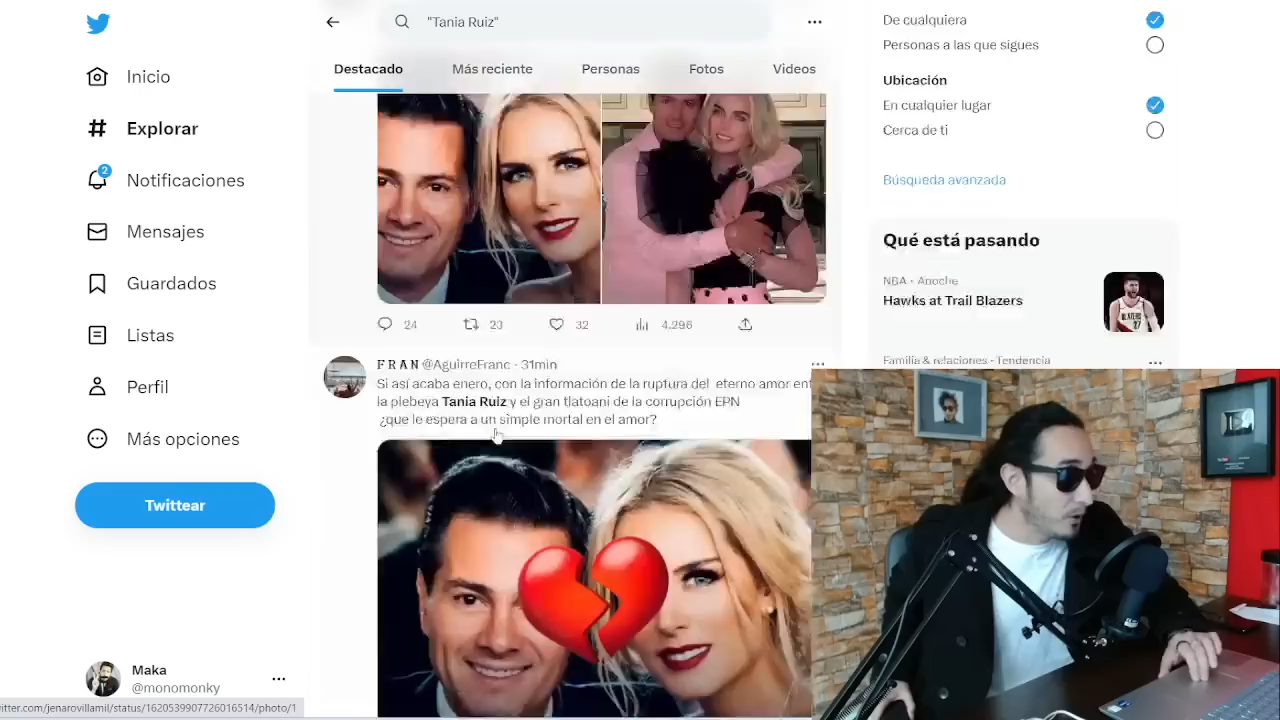 Inicio
Explorar
2
Notificaciones
Mensajes
Guardados
Listas
Perfil
Más opciones
Twittear
Maka
@monomonky
witter.com/jenarovillamil/status/1620539907726016514/photo/1
"Tania Ruiz"
Destacado
Más reciente
Personas
Fotos
Videos
24
23
32
4.296
FRAN @AguirreFranc · 31min
Si así acaba enero, con la información de la ruptura del eterno amor ent
la plebeya Tania Ruiz y el gran tlatoani de la corrupción EPN
¿que le espera a un simple mortal en el amor?
De cualquiera
Personas a las que sigues
Ubicación
En cualquier lugar
Cerca de ti
Búsqueda avanzada
Qué está pasando
NBA · Anoche
Hawks at Trail Blazers
Familia & relaciones · Tendencia